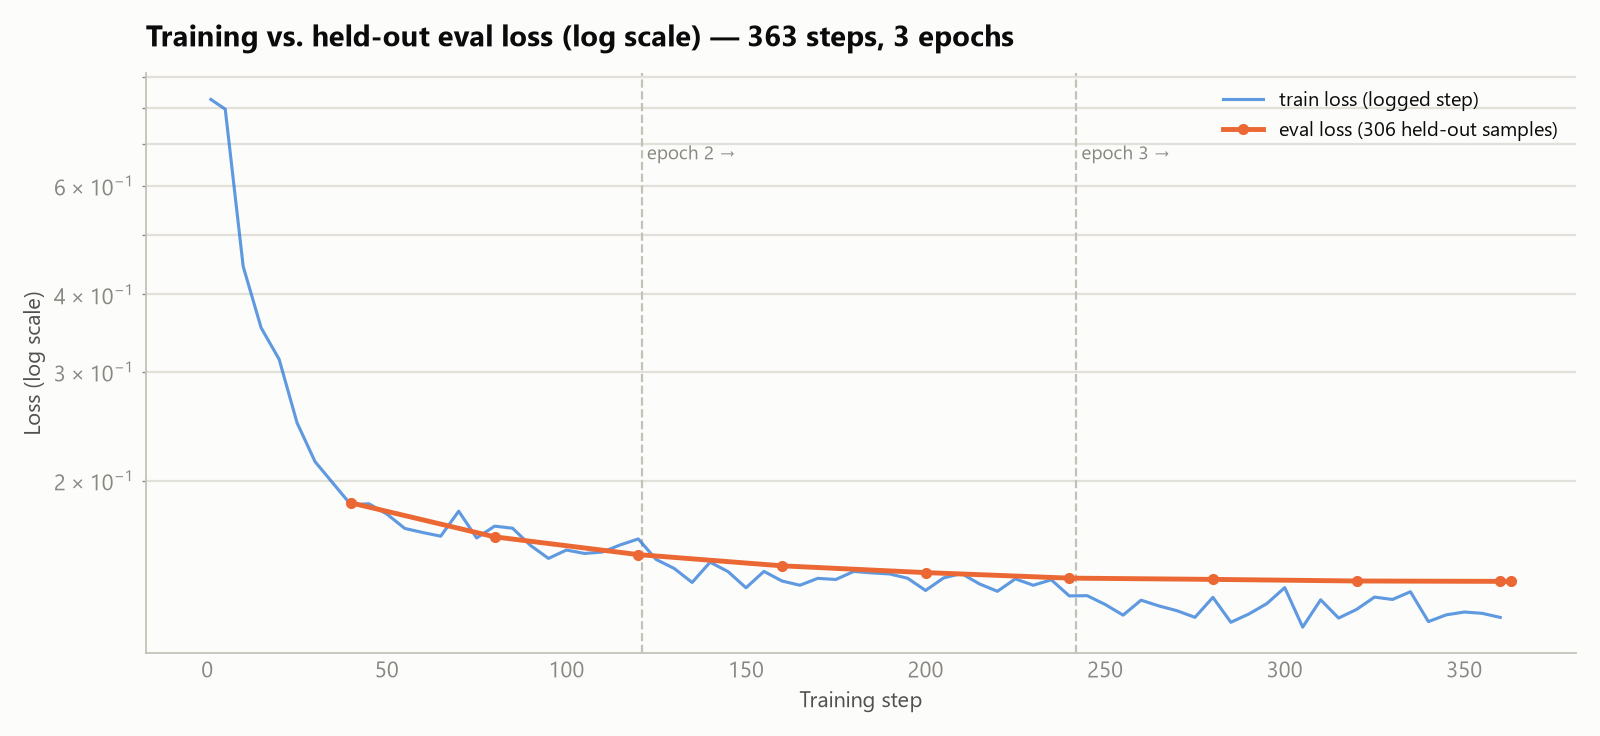 Training vs. held-out eval loss (log scale) — 363 steps, 3 epochs
train loss (logged step)
eval loss (306 held-out samples)
epoch 2 →
epoch 3 →
6 × 10⁻¹
4 × 10⁻¹
3 × 10⁻¹
2 × 10⁻¹
Loss (log scale)
0 50 100 150 200 250 300 350
Training step